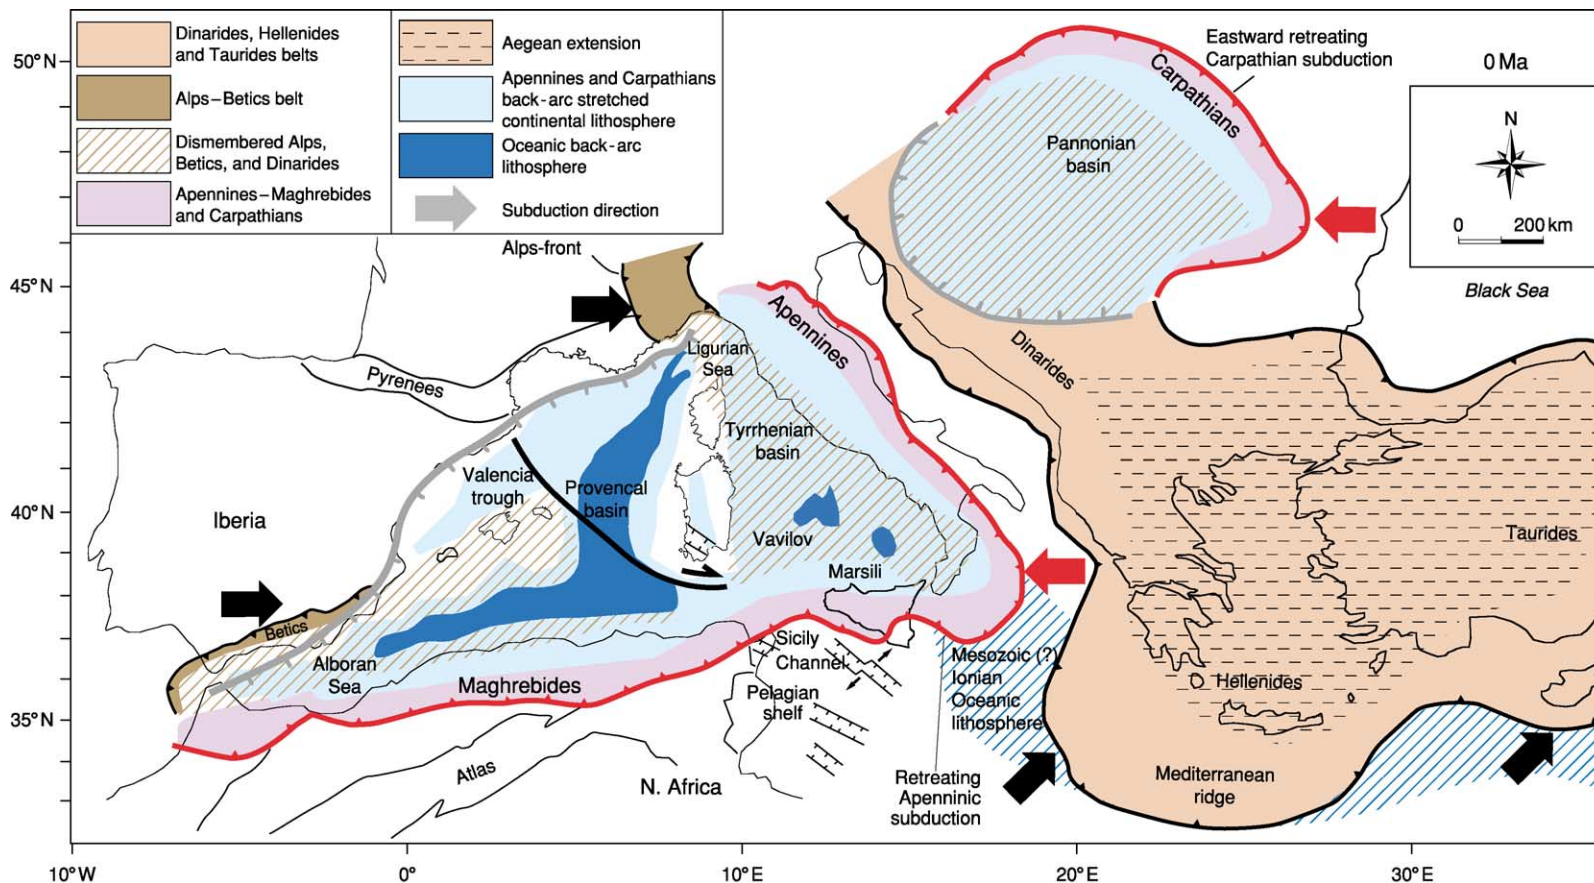 Dinarides, Hellenides
and Taurides belts
Alps–Betics belt
Dismembered Alps,
Betics, and Dinarides
Apennines–Maghrebides
and Carpathians
Aegean extension
Apennines and Carpathians
back-arc stretched
continental lithosphere
Oceanic back-arc
lithosphere
Subduction direction
Alps-front
Eastward retreating
Carpathian subduction
0 Ma
N
0 200 km
Black Sea
Carpathians
Pannonian
basin
Apennines
Dinarides
Ligurian
Sea
Pyrenees
Tyrrhenian
basin
Valencia
trough
Provencal
basin
Iberia
Vavilov
Marsili
Taurides
Betics
Alboran
Sea
Maghrebides
Sicily
Channel
Pelagian
shelf
Mesozoic (?)
Ionian
Oceanic
lithosphere
Hellenides
Atlas
N. Africa
Retreating
Apenninic
subduction
Mediterranean
ridge
50°N
45°N
40°N
35°N
10°W
0°
10°E
20°E
30°E